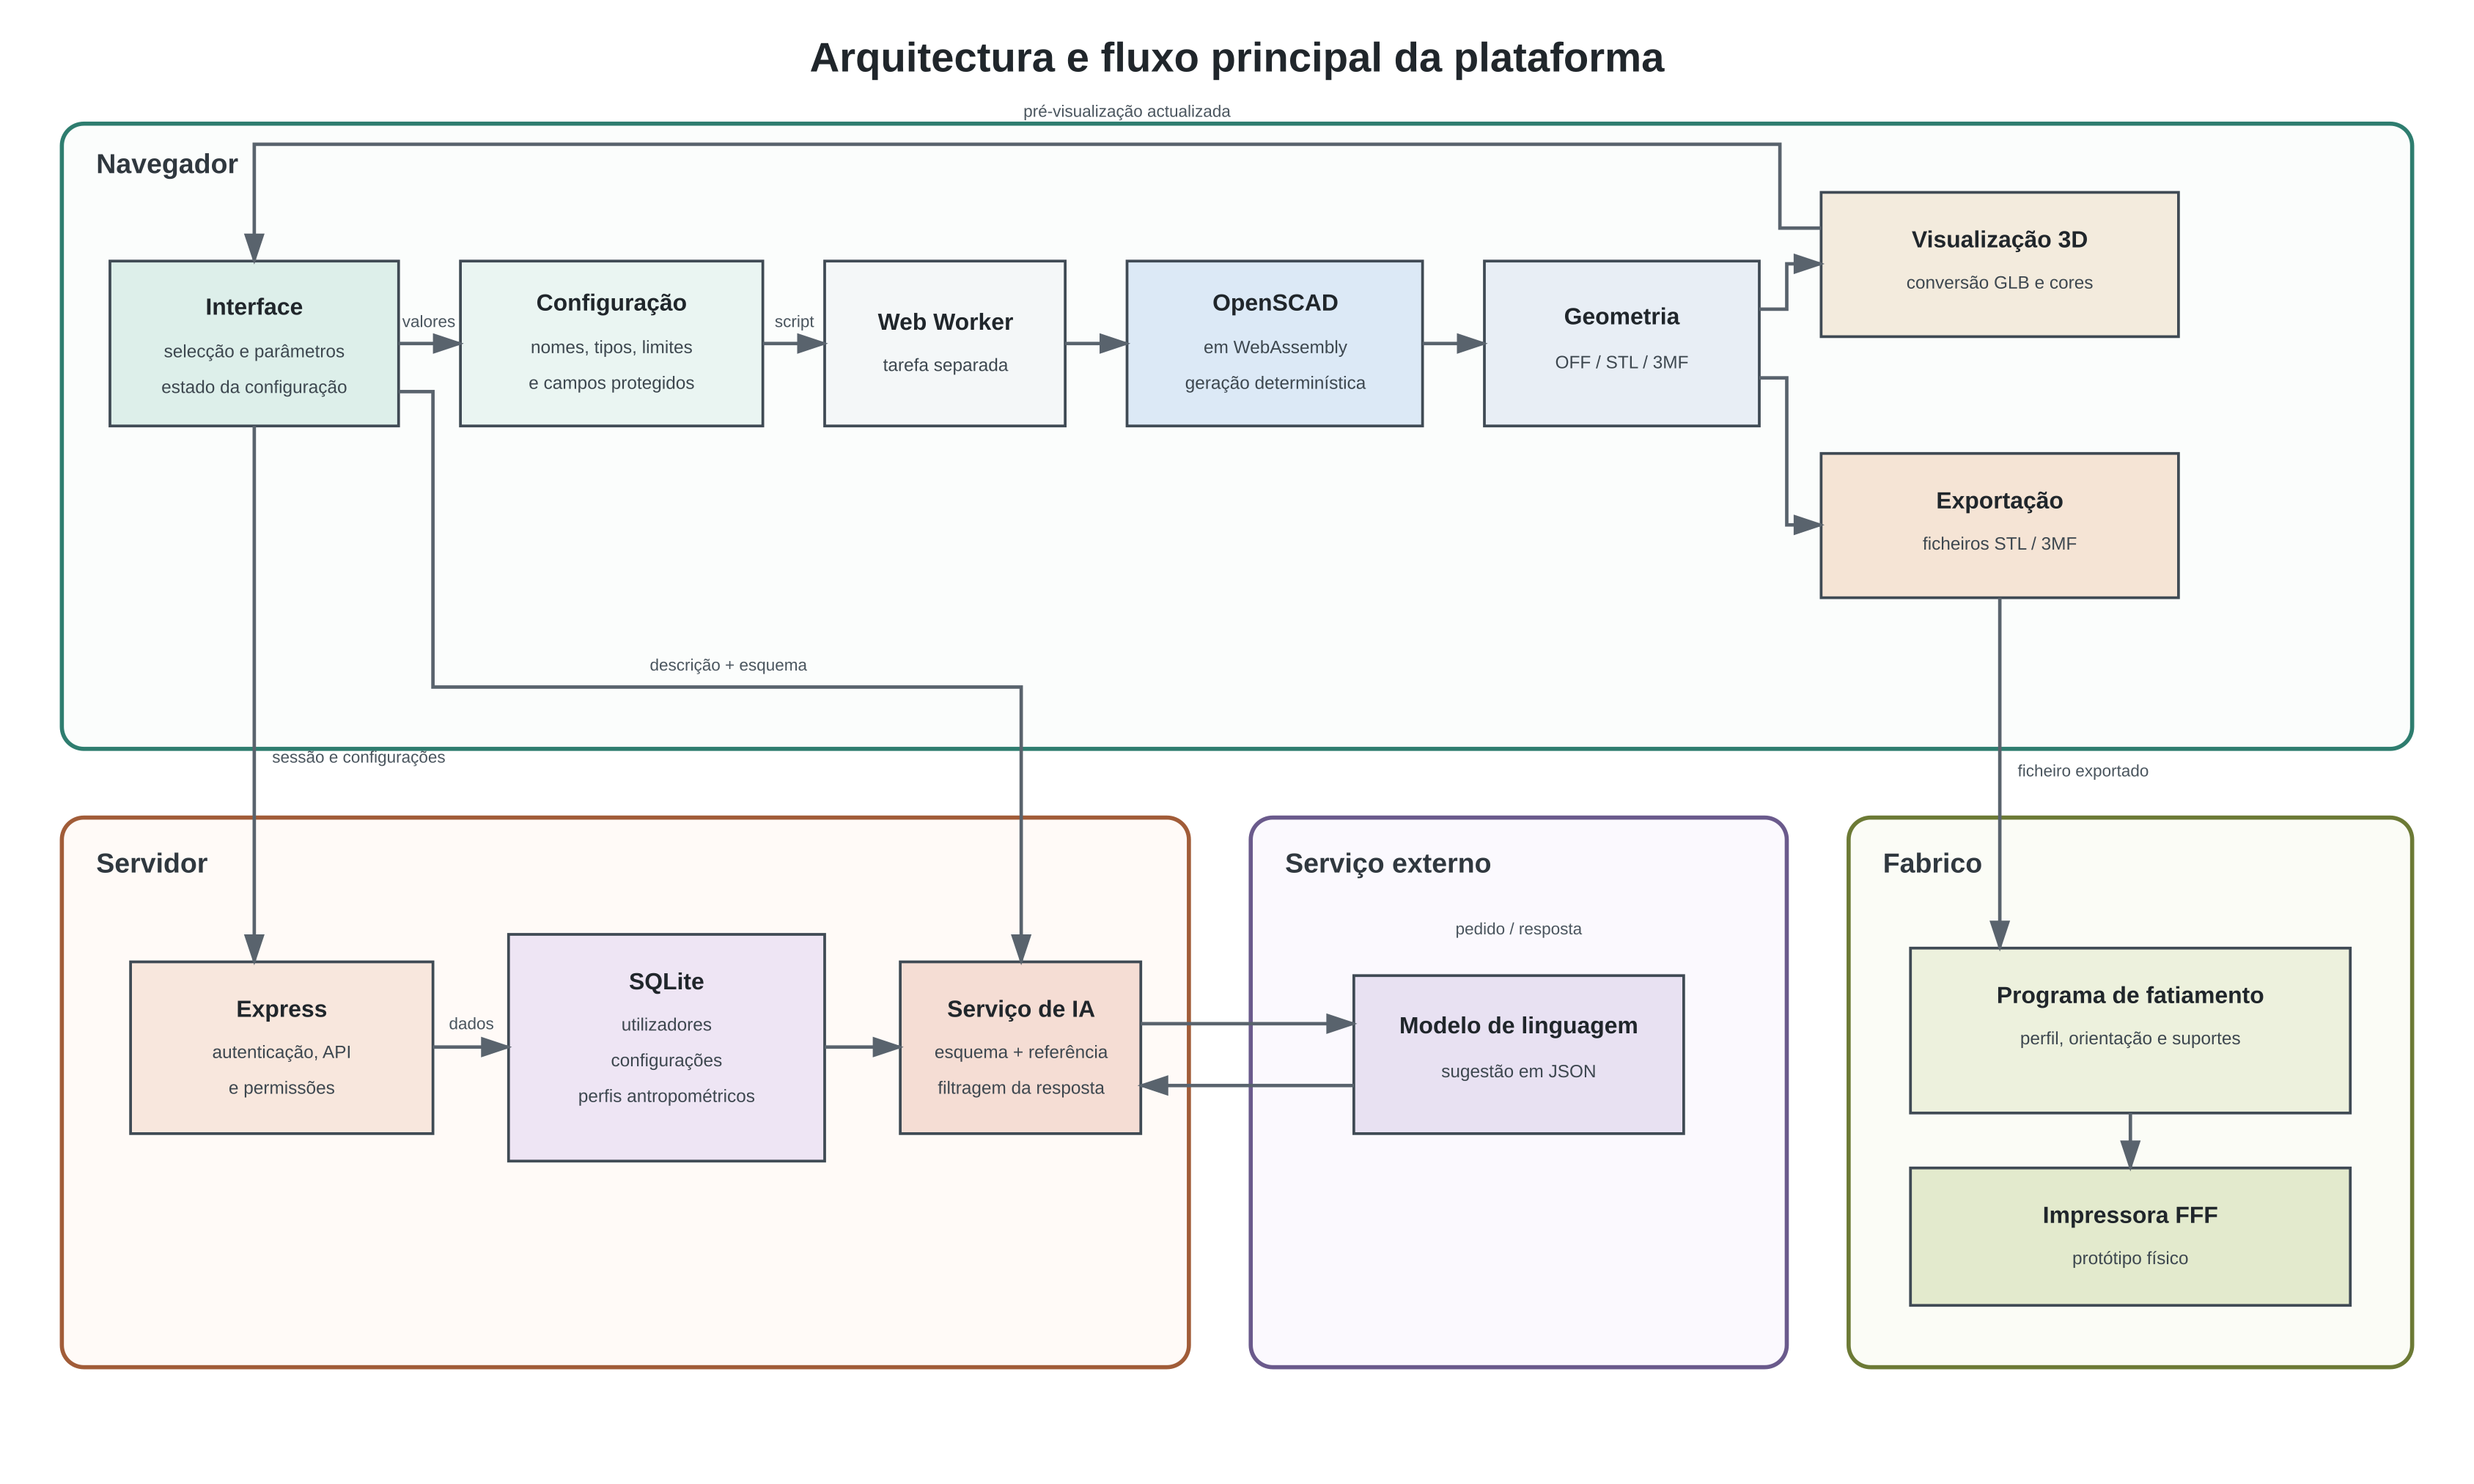 Arquitectura e fluxo principal da plataforma
pré-visualização actualizada
Navegador
Interface
selecção e parâmetros
estado da configuração
valores
Configuração
nomes, tipos, limites
e campos protegidos
script
Web Worker
tarefa separada
OpenSCAD
em WebAssembly
geração determinística
Geometria
OFF / STL / 3MF
Visualização 3D
conversão GLB e cores
Exportação
ficheiros STL / 3MF
descrição + esquema
sessão e configurações
ficheiro exportado
Servidor
Express
autenticação, API
e permissões
dados
SQLite
utilizadores
configurações
perfis antropométricos
Serviço de IA
esquema + referência
filtragem da resposta
Serviço externo
pedido / resposta
Modelo de linguagem
sugestão em JSON
Fabrico
Programa de fatiamento
perfil, orientação e suportes
Impressora FFF
protótipo físico